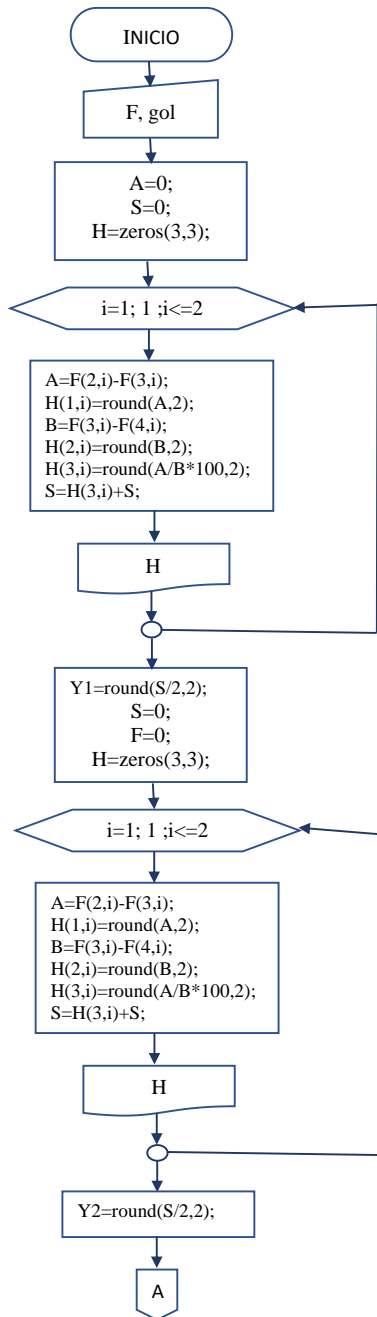 INICIO
F, gol
A=0;
S=0;
H=zeros(3,3);
i=1; 1 ;i<=2
A=F(2,i)-F(3,i);
H(1,i)=round(A,2);
B=F(3,i)-F(4,i);
H(2,i)=round(B,2);
H(3,i)=round(A/B*100,2);
S=H(3,i)+S;
H
Y1=round(S/2,2);
S=0;
F=0;
H=zeros(3,3);
i=1; 1 ;i<=2
A=F(2,i)-F(3,i);
H(1,i)=round(A,2);
B=F(3,i)-F(4,i);
H(2,i)=round(B,2);
H(3,i)=round(A/B*100,2);
S=H(3,i)+S;
H
Y2=round(S/2,2);
A